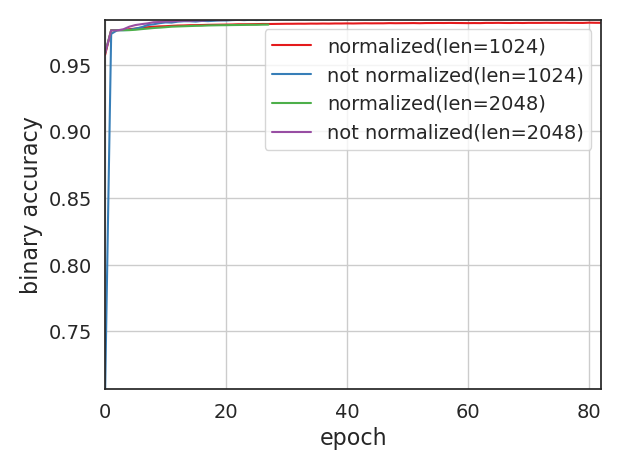 normalized(len=1024)
not normalized(len=1024)
normalized(len=2048)
not normalized(len=2048)
0.95
0.90
0.85
0.80
0.75
binary accuracy
0 20 40 60 80
epoch